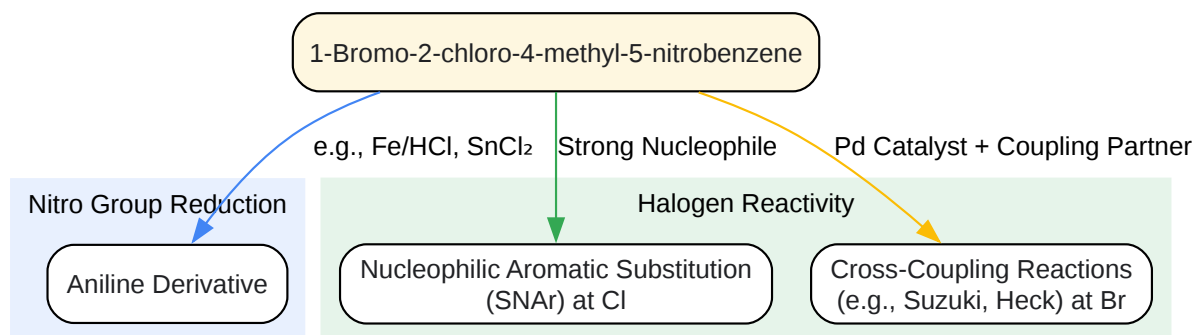 1-Bromo-2-chloro-4-methyl-5-nitrobenzene
e.g., Fe/HCl, SnCl₂
Strong Nucleophile
Pd Catalyst + Coupling Partner
Nitro Group Reduction
Halogen Reactivity
Aniline Derivative
Nucleophilic Aromatic Substitution
(SNAr) at Cl
Cross-Coupling Reactions
(e.g., Suzuki, Heck) at Br